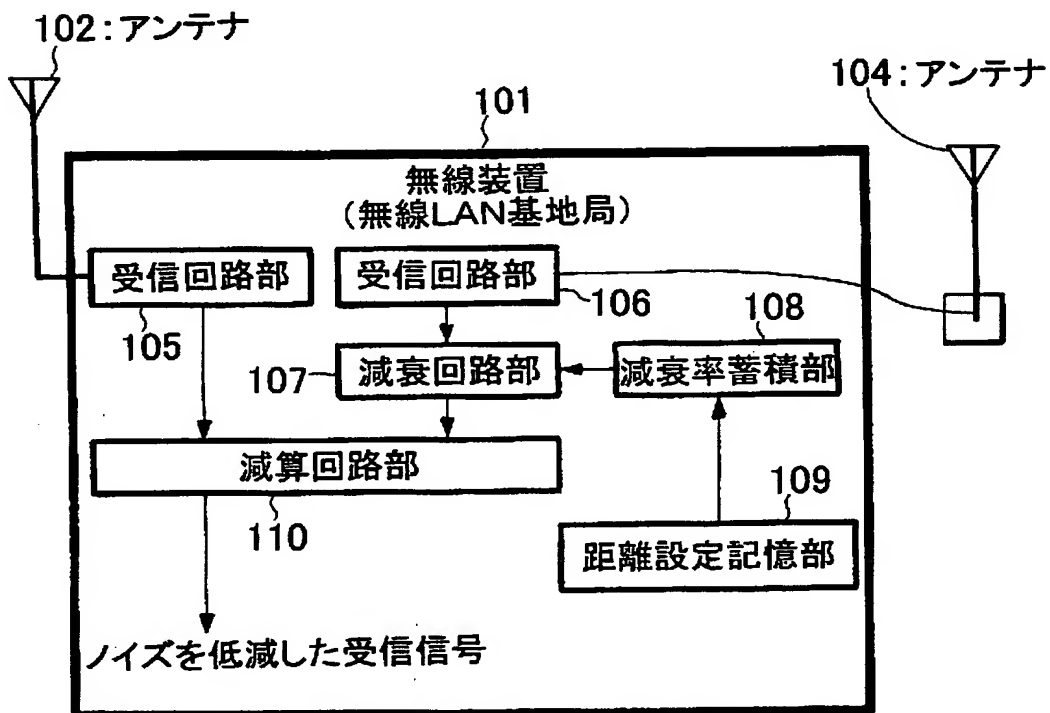 102:アンテナ
104:アンテナ
101
無線装置
(無線LAN基地局)
受信回路部
受信回路部
105
106
108
107
減衰回路部
減衰率蓄積部
減算回路部
109
110
距離設定記憶部
ノイズを低減した受信信号